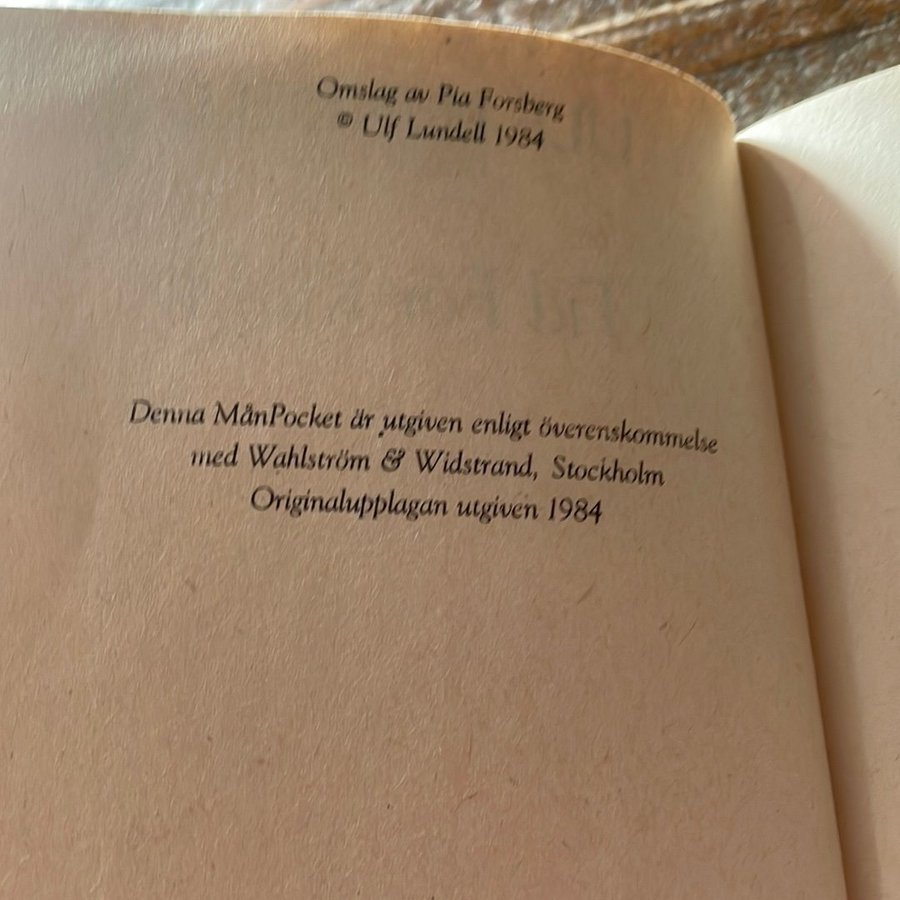 Omslag av Pia Forsberg
© Ulf Lundell 1984
Denna MånPocket är utgiven enligt överenskommelse
med Wahlström & Widstrand, Stockholm
Originalupplagan utgiven 1984